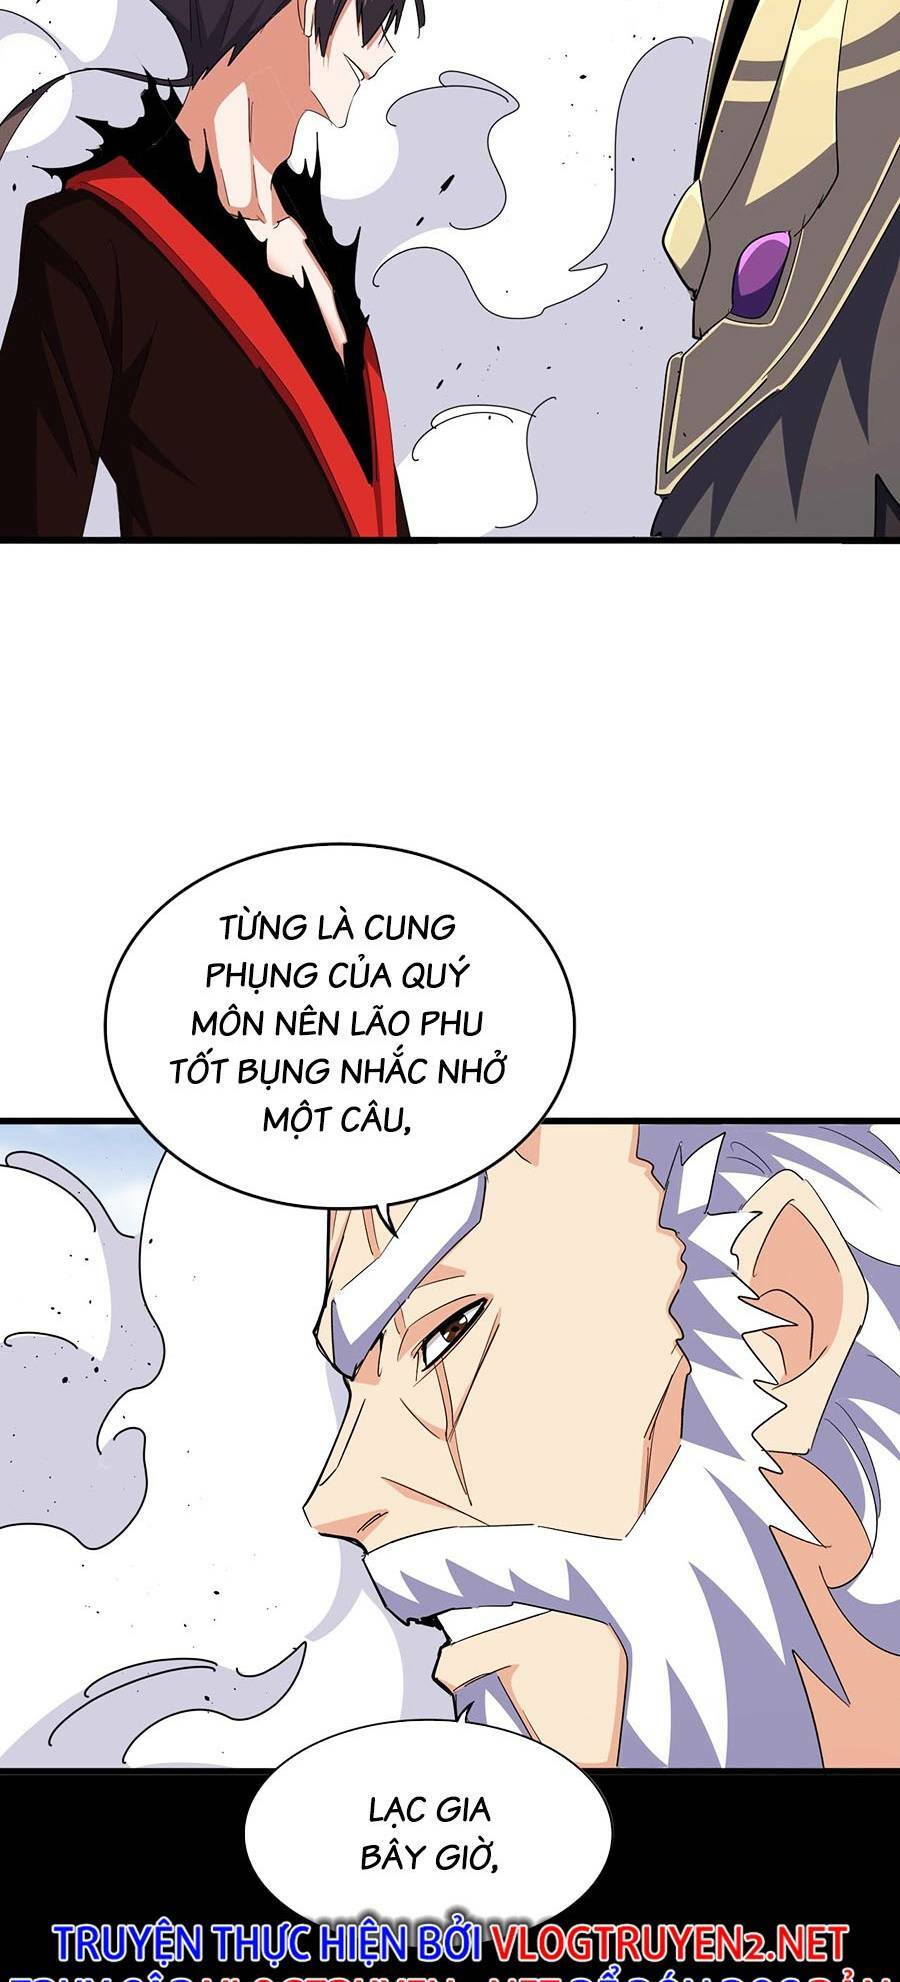 TỪNG LÀ CUNG
PHỤNG CỦA QUÝ
MÔN NÊN LÃO PHU
TỐT BỤNG NHẮC NHỞ
MỘT CÂU,
LẠC GIA
BÂY GIỜ,
TRUYỆN THỰC HIỆN BỞI VLOGTRUYEN2.NET